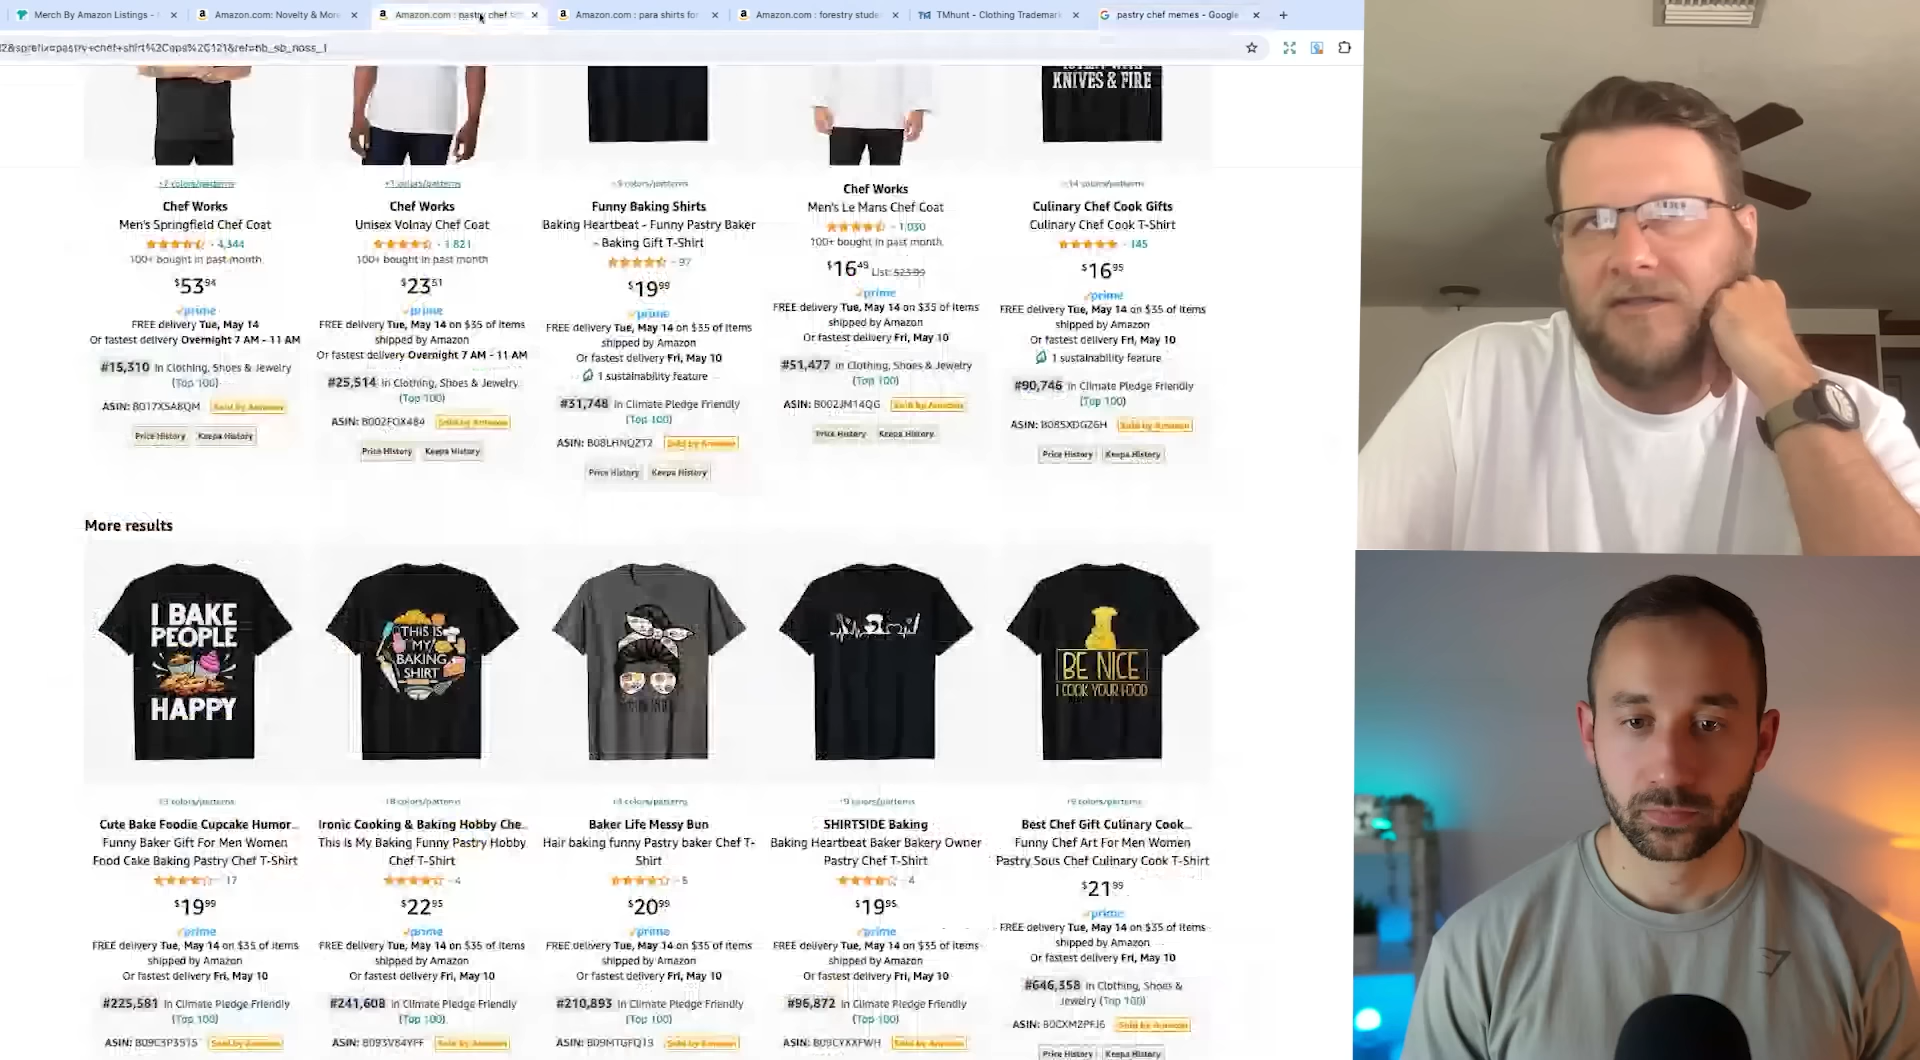 Merch By Amazon Listings -
Amazon.com: Novelty & More
Amazon.com : pastry chef
Amazon.com : para shirts for
Amazon.com : forestry stude
TMhunt - Clothing Trademar
pastry chef memes - Google
2&sprefix=pastry+chef+shirt%2Caps%2C121&ref=nb_sb_noss_1
KNIVES & FIRE
+7 colors/patterns
+1 colors/patterns
+5 colors/patterns
+14 colors/patterns
Chef Works
Men's Springfield Chef Coat
4,344
100+ bought in past month
$53.94
prime
FREE delivery Tue, May 14
Or fastest delivery Overnight 7 AM - 11 AM
#15,310 in Clothing, Shoes & Jewelry
(Top 100)
ASIN: B017XSA8QM Sold by Amazon
Price History Keepa History
Chef Works
Unisex Volnay Chef Coat
1,821
100+ bought in past month
$23.51
prime
FREE delivery Tue, May 14 on $35 of items
shipped by Amazon
Or fastest delivery Overnight 7 AM - 11 AM
#25,514 in Clothing, Shoes & Jewelry
(Top 100)
ASIN: B002FOX484 Sold by Amazon
Price History Keepa History
Funny Baking Shirts
Baking Heartbeat - Funny Pastry Baker
- Baking Gift T-Shirt
97
$19.99
prime
FREE delivery Tue, May 14 on $35 of items
shipped by Amazon
Or fastest delivery Fri, May 10
1 sustainability feature
#31,748 in Climate Pledge Friendly
(Top 100)
ASIN: B08LHNQZT2 Sold by Amazon
Price History Keepa History
Chef Works
Men's Le Mans Chef Coat
1,030
100+ bought in past month
$16.49 List: $23.99
prime
FREE delivery Tue, May 14 on $35 of items
shipped by Amazon
Or fastest delivery Fri, May 10
#51,477 in Clothing, Shoes & Jewelry
(Top 100)
ASIN: B002JM14QG Sold by Amazon
Price History Keepa History
Culinary Chef Cook Gifts
Culinary Chef Cook T-Shirt
145
$16.95
prime
FREE delivery Tue, May 14 on $35 of items
shipped by Amazon
Or fastest delivery Fri, May 10
1 sustainability feature
#90,746 in Climate Pledge Friendly
(Top 100)
ASIN: B085XDGZ6H Sold by Amazon
Price History Keepa History
More results
I BAKE
PEOPLE
HAPPY
THIS IS
MY
BAKING
SHIRT
BE NICE
I COOK YOUR FOOD
+3 colors/patterns
+8 colors/patterns
+4 colors/patterns
+9 colors/patterns
+9 colors/patterns
Cute Bake Foodie Cupcake Humor...
Funny Baker Gift For Men Women
Food Cake Baking Pastry Chef T-Shirt
17
$19.99
prime
FREE delivery Tue, May 14 on $35 of items
shipped by Amazon
Or fastest delivery Fri, May 10
#225,581 in Climate Pledge Friendly
(Top 100)
ASIN: B09C3P3515 Sold by Amazon
Ironic Cooking & Baking Hobby Che...
This Is My Baking Funny Pastry Hobby
Chef T-Shirt
4
$22.95
prime
FREE delivery Tue, May 14 on $35 of items
shipped by Amazon
Or fastest delivery Fri, May 10
#241,608 in Climate Pledge Friendly
(Top 100)
ASIN: B093V84YFF Sold by Amazon
Baker Life Messy Bun
Hair baking funny Pastry baker Chef T-
Shirt
5
$20.99
prime
FREE delivery Tue, May 14 on $35 of items
shipped by Amazon
Or fastest delivery Fri, May 10
#210,893 in Climate Pledge Friendly
(Top 100)
ASIN: B09MTGFQ13 Sold by Amazon
SHIRTSIDE Baking
Baking Heartbeat Baker Bakery Owner
Pastry Chef T-Shirt
4
$19.95
prime
FREE delivery Tue, May 14 on $35 of items
shipped by Amazon
Or fastest delivery Fri, May 10
#96,872 in Climate Pledge Friendly
(Top 100)
ASIN: B09CYXXFWH Sold by Amazon
Best Chef Gift Culinary Cook...
Funny Chef Art For Men Women
Pastry Sous Chef Culinary Cook T-Shirt
$21.99
prime
FREE delivery Tue, May 14 on $35 of items
shipped by Amazon
Or fastest delivery Fri, May 10
#646,358 in Clothing, Shoes &
Jewelry (Top 100)
ASIN: B0CXMZPFJ6 Sold by Amazon
Price History Keepa History